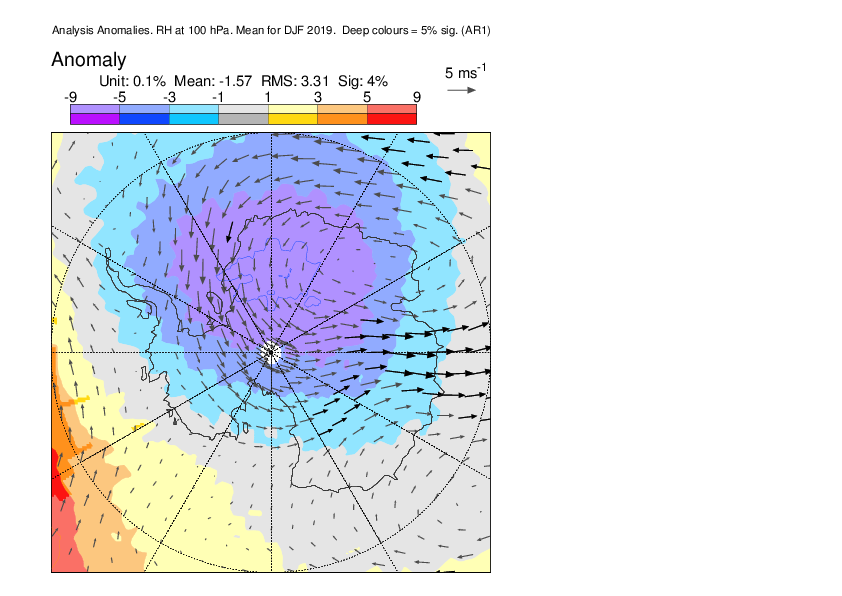 Analysis Anomalies. RH at 100 hPa. Mean for DJF 2019.  Deep colours = 5% sig. (AR1)
Anomaly
5 ms-1
Unit: 0.1%  Mean: -1.57  RMS: 3.31  Sig: 4%
-9 -5 -3 -1 1 3 5 9